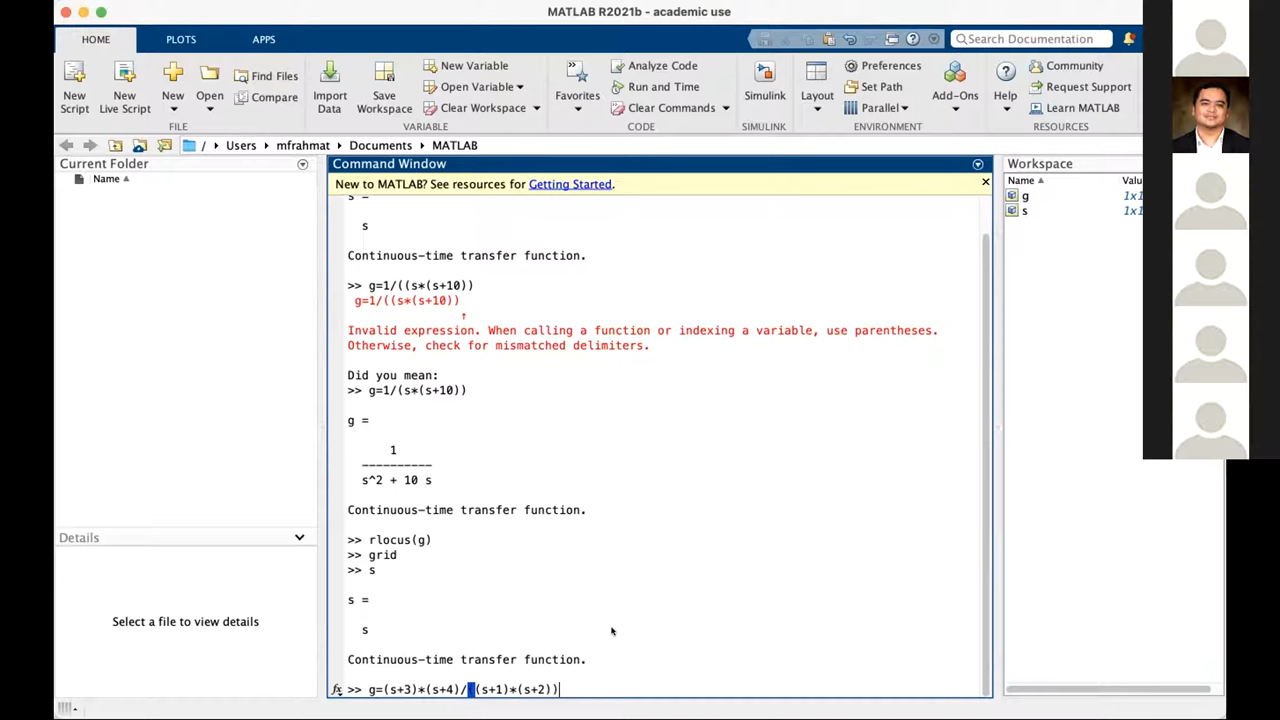 MATLAB R2021b - academic use
HOME PLOTS APPS
Search Documentation
New Script
New Live Script
New
Open
Find Files
Compare
FILE
Import Data
Save Workspace
New Variable
Open Variable
Clear Workspace
VARIABLE
Favorites
Analyze Code
Run and Time
Clear Commands
CODE
Simulink
SIMULINK
Layout
Preferences
Set Path
Parallel
Add-Ons
ENVIRONMENT
Help
Community
Request Support
Learn MATLAB
RESOURCES
/ Users mfrahmat Documents MATLAB
Current Folder
Name
Details
Select a file to view details
Command Window
New to MATLAB? See resources for Getting Started.
s =
s
Continuous-time transfer function.
>> g=1/((s*(s+10))
g=1/((s*(s+10))
↑
Invalid expression. When calling a function or indexing a variable, use parentheses.
Otherwise, check for mismatched delimiters.
Did you mean:
>> g=1/(s*(s+10))
g =
1
----------
s^2 + 10 s
Continuous-time transfer function.
>> rlocus(g)
>> grid
>> s
s =
s
Continuous-time transfer function.
fx >> g=(s+3)*(s+4)/((s+1)*(s+2))
Workspace
Name Valu
g 1x1
s 1x1